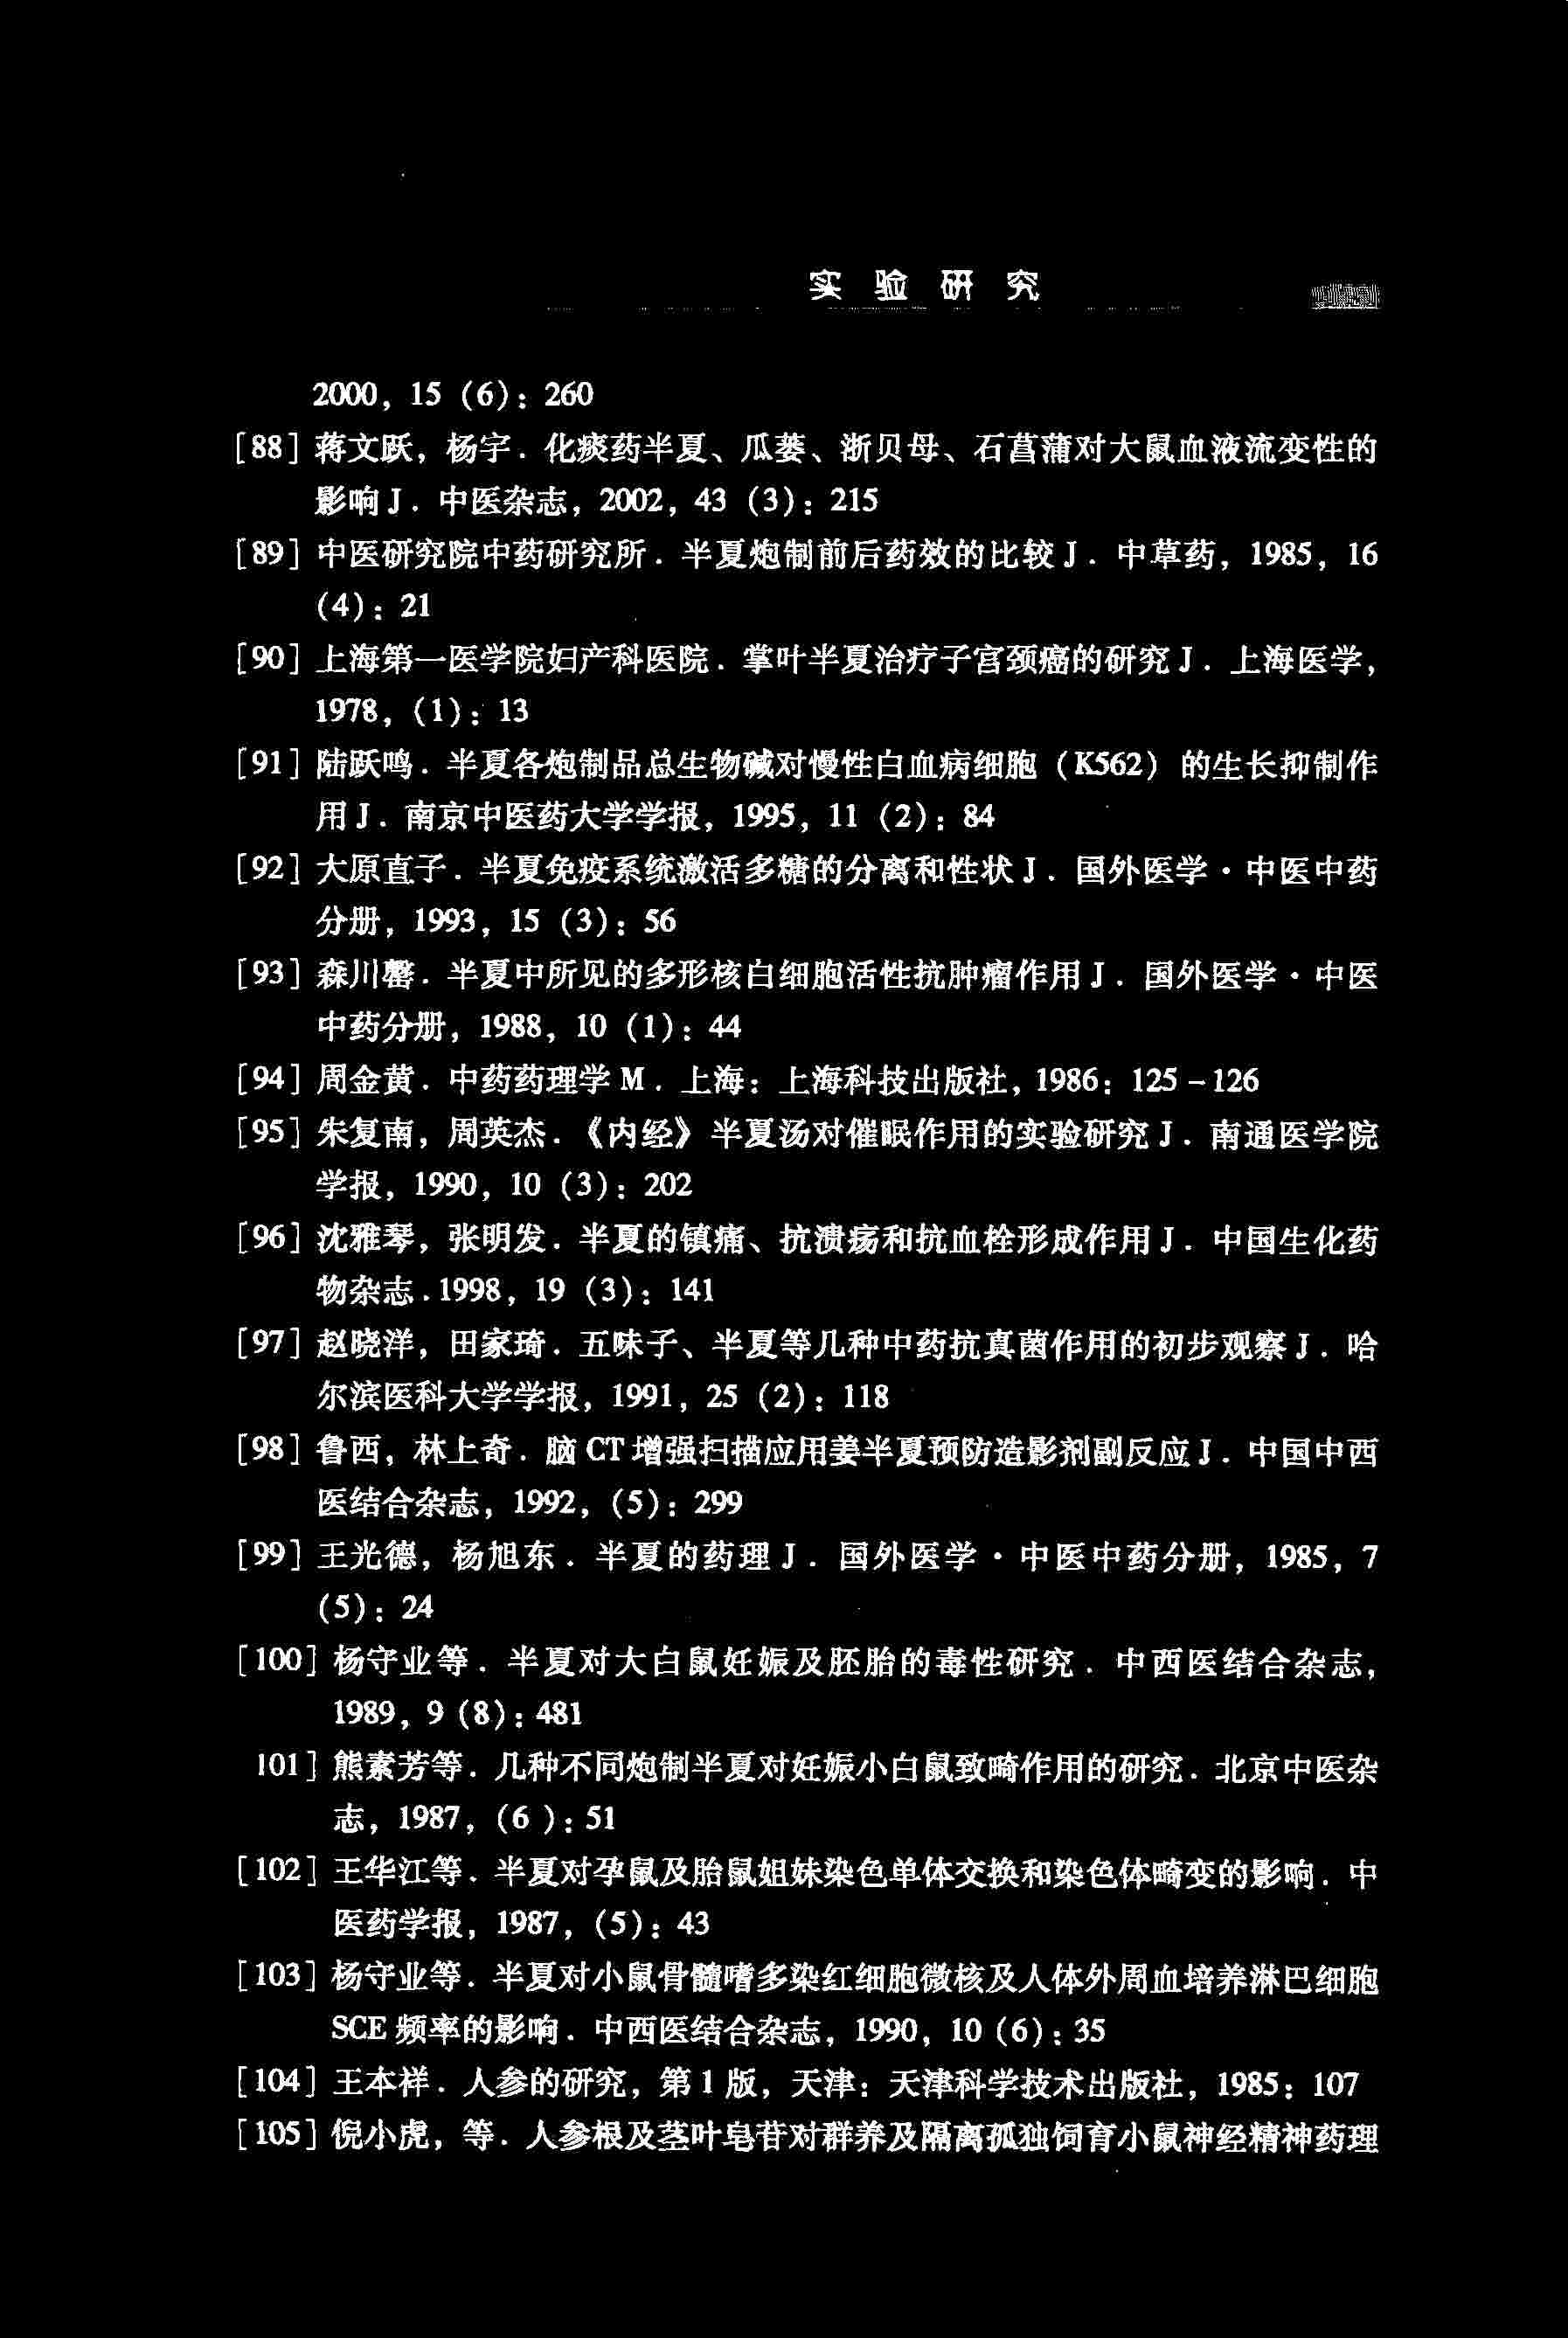 实验研究
2000, 15 (6): 260
[88] 蒋文跃, 杨宇. 化痰药半夏、瓜蒌、浙贝母、石菖蒲对大鼠血液流变性的
影响J. 中医杂志, 2002, 43 (3): 215
[89] 中医研究院中药研究所. 半夏炮制前后药效的比较J. 中草药, 1985, 16
(4): 21
[90] 上海第一医学院妇产科医院. 掌叶半夏治疗子宫颈癌的研究J. 上海医学,
1978, (1): 13
[91] 陆跃鸣. 半夏各炮制品总生物碱对慢性白血病细胞 (K562) 的生长抑制作
用J. 南京中医药大学学报, 1995, 11 (2): 84
[92] 大原直子. 半夏免疫系统激活多糖的分离和性状J. 国外医学·中医中药
分册, 1993, 15 (3): 56
[93] 森川馨. 半夏中所见的多形核白细胞活性抗肿瘤作用J. 国外医学·中医
中药分册, 1988, 10 (1): 44
[94] 周金黄. 中药药理学M. 上海: 上海科技出版社, 1986: 125-126
[95] 朱复南, 周英杰. 《内经》半夏汤对催眠作用的实验研究J. 南通医学院
学报, 1990, 10 (3): 202
[96] 沈雅琴, 张明发. 半夏的镇痛、抗溃疡和抗血栓形成作用J. 中国生化药
物杂志. 1998, 19 (3): 141
[97] 赵晓洋, 田家琦. 五味子、半夏等几种中药抗真菌作用的初步观察J. 哈
尔滨医科大学学报, 1991, 25 (2): 118
[98] 鲁西, 林上奇. 脑CT增强扫描应用姜半夏预防造影剂副反应J. 中国中西
医结合杂志, 1992, (5): 299
[99] 王光德, 杨旭东. 半夏的药理J. 国外医学·中医中药分册, 1985, 7
(5): 24
[100] 杨守业等. 半夏对大白鼠妊娠及胚胎的毒性研究. 中西医结合杂志,
1989, 9 (8): 481
101] 熊素芳等. 几种不同炮制半夏对妊娠小白鼠致畸作用的研究. 北京中医杂
志, 1987, (6 ): 51
[102] 王华江等. 半夏对孕鼠及胎鼠姐妹染色单体交换和染色体畸变的影响. 中
医药学报, 1987, (5): 43
[103] 杨守业等. 半夏对小鼠骨髓嗜多染红细胞微核及人体外周血培养淋巴细胞
SCE频率的影响. 中西医结合杂志, 1990, 10 (6): 35
[104] 王本祥. 人参的研究, 第1版, 天津: 天津科学技术出版社, 1985: 107
[105] 倪小虎, 等. 人参根及茎叶皂苷对群养及隔离孤独饲育小鼠神经精神药理